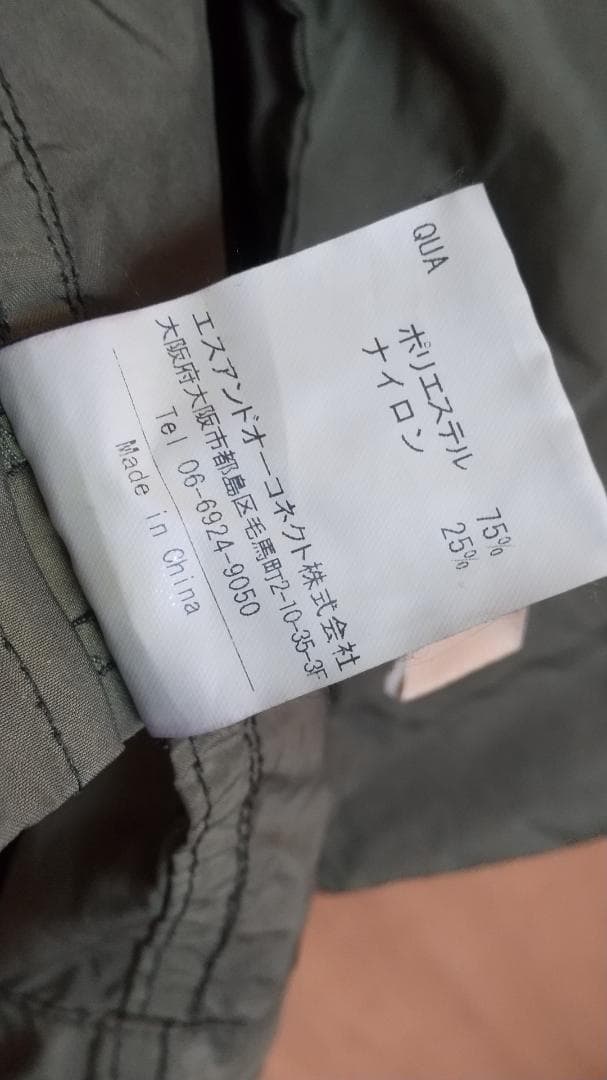 QUA
ポリエステル 75%
ナイロン 25%
エスアンドオーコネクト株式会社
大阪府大阪市都島区毛馬町2-10-35-3F
Tel 06-6924-9050
Made in China